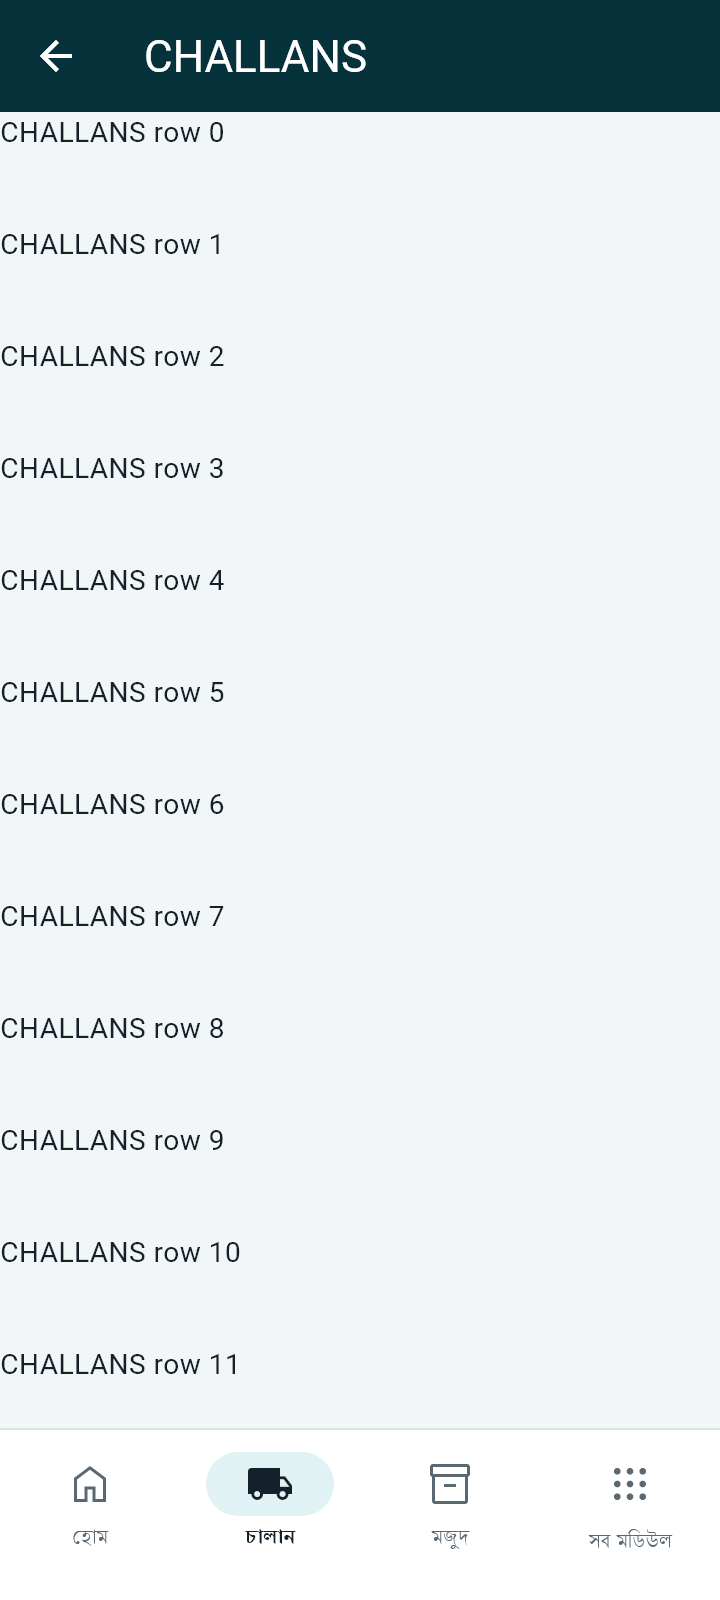 CHALLANS
CHALLANS row 0
CHALLANS row 1
CHALLANS row 2
CHALLANS row 3
CHALLANS row 4
CHALLANS row 5
CHALLANS row 6
CHALLANS row 7
CHALLANS row 8
CHALLANS row 9
CHALLANS row 10
CHALLANS row 11
হোম চালান মজুদ সব মডিউল